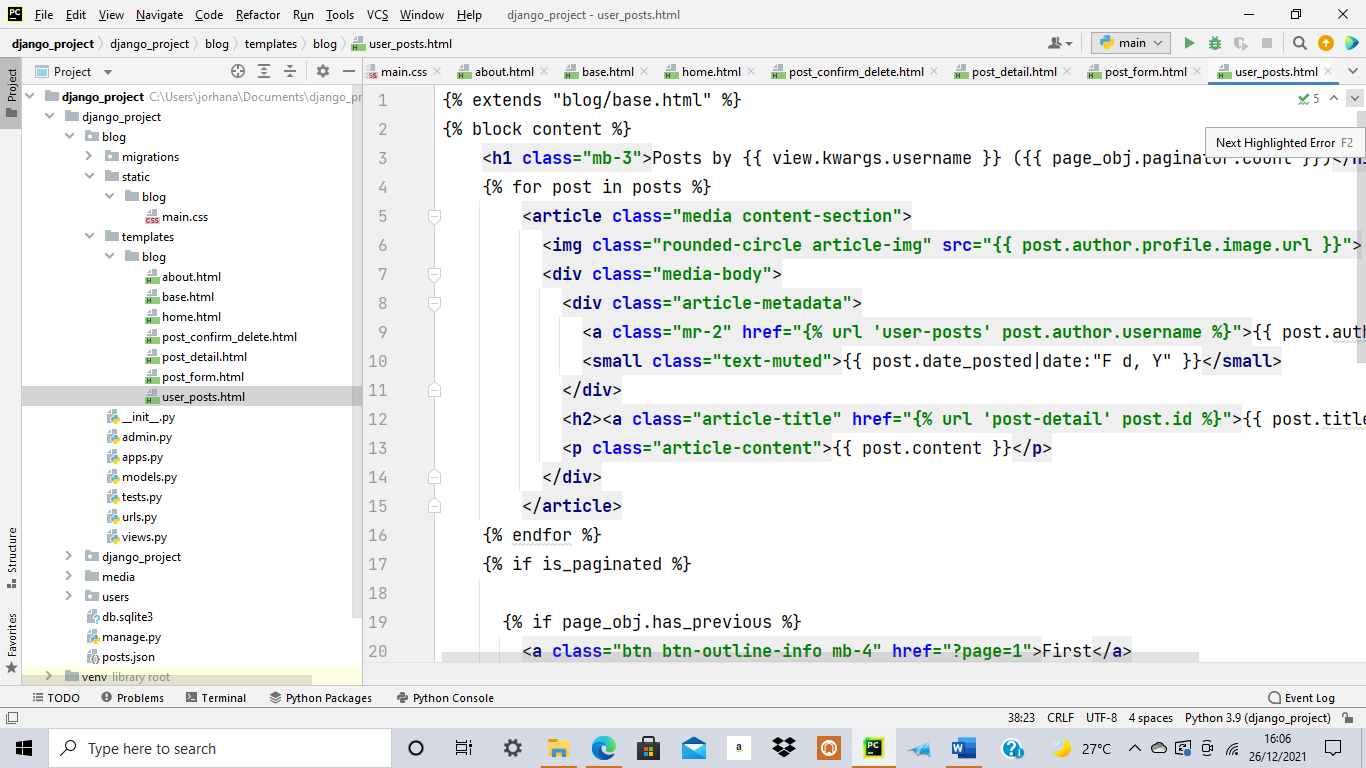 File Edit View Navigate Code Refactor Run Tools VCS Window Help django_project - user_posts.html
django_project django_project blog templates blog user_posts.html main
Project main.css about.html base.html home.html post_confirm_delete.html post_detail.html post_form.html user_posts.html
Project
Structure
Favorites
django_project C:\Users\jorhana\Documents\django_pr
django_project
blog
migrations
static
blog
main.css
templates
blog
about.html
base.html
home.html
post_confirm_delete.html
post_detail.html
post_form.html
user_posts.html
__init__.py
admin.py
apps.py
models.py
tests.py
urls.py
views.py
django_project
media
users
db.sqlite3
manage.py
posts.json
venv library root
5
Next Highlighted Error F2
1 {% extends "blog/base.html" %}
2 {% block content %}
3 <h1 class="mb-3">Posts by {{ view.kwargs.username }} ({{ page_obj.paginator.count }})</h1
4 {% for post in posts %}
5 <article class="media content-section">
6 <img class="rounded-circle article-img" src="{{ post.author.profile.image.url }}">
7 <div class="media-body">
8 <div class="article-metadata">
9 <a class="mr-2" href="{% url 'user-posts' post.author.username %}">{{ post.auth
10 <small class="text-muted">{{ post.date_posted|date:"F d, Y" }}</small>
11 </div>
12 <h2><a class="article-title" href="{% url 'post-detail' post.id %}">{{ post.title
13 <p class="article-content">{{ post.content }}</p>
14 </div>
15 </article>
16 {% endfor %}
17 {% if is_paginated %}
18
19 {% if page_obj.has_previous %}
20 <a class="btn btn-outline-info mb-4" href="?page=1">First</a>
TODO Problems Terminal Python Packages Python Console Event Log
38:23 CRLF UTF-8 4 spaces Python 3.9 (django_project)
Type here to search
27°C
16:06
26/12/2021